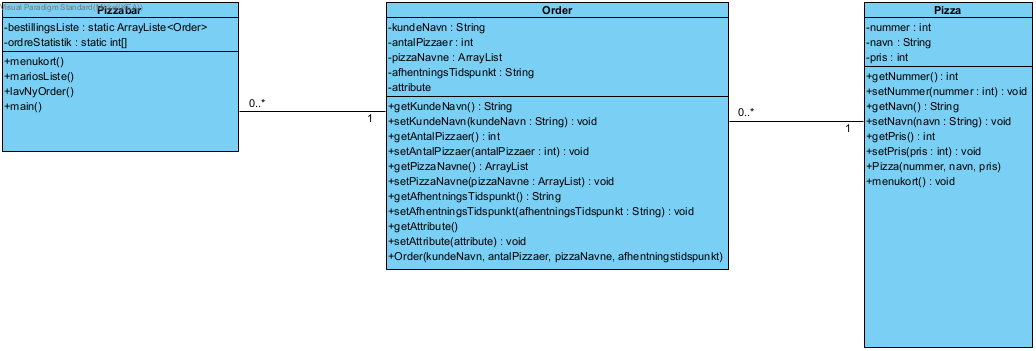 Visual Paradigm Standard
Pizzabar
-bestillingsListe : static ArrayListe<Order>
-ordreStatistik : static int[]
+menukort()
+mariosListe()
+lavNyOrder()
+main()
0..*
1
Order
-kundeNavn : String
-antalPizzaer : int
-pizzaNavne : ArrayList
-afhentningsTidspunkt : String
-attribute
+getKundeNavn() : String
+setKundeNavn(kundeNavn : String) : void
+getAntalPizzaer() : int
+setAntalPizzaer(antalPizzaer : int) : void
+getPizzaNavne() : ArrayList
+setPizzaNavne(pizzaNavne : ArrayList) : void
+getAfhentningsTidspunkt() : String
+setAfhentningsTidspunkt(afhentningsTidspunkt : String) : void
+getAttribute()
+setAttribute(attribute) : void
+Order(kundeNavn, antalPizzaer, pizzaNavne, afhentningstidspunkt)
0..*
1
Pizza
-nummer : int
-navn : String
-pris : int
+getNummer() : int
+setNummer(nummer : int) : void
+getNavn() : String
+setNavn(navn : String) : void
+getPris() : int
+setPris(pris : int) : void
+Pizza(nummer, navn, pris)
+menukort() : void